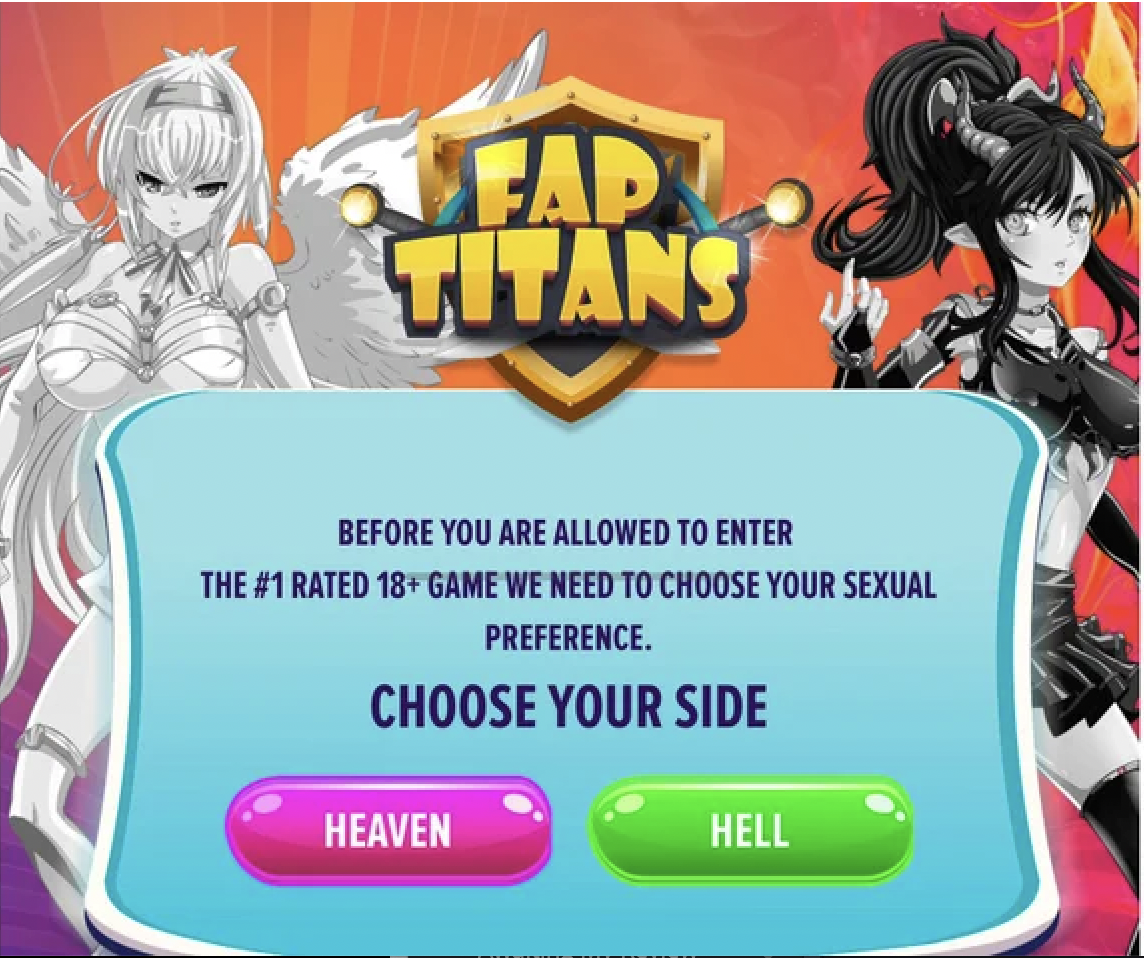 FAP
TITANS
BEFORE YOU ARE ALLOWED TO ENTER
THE #1 RATED 18+ GAME WE NEED TO CHOOSE YOUR SEXUAL
PREFERENCE.
CHOOSE YOUR SIDE
HEAVEN
HELL